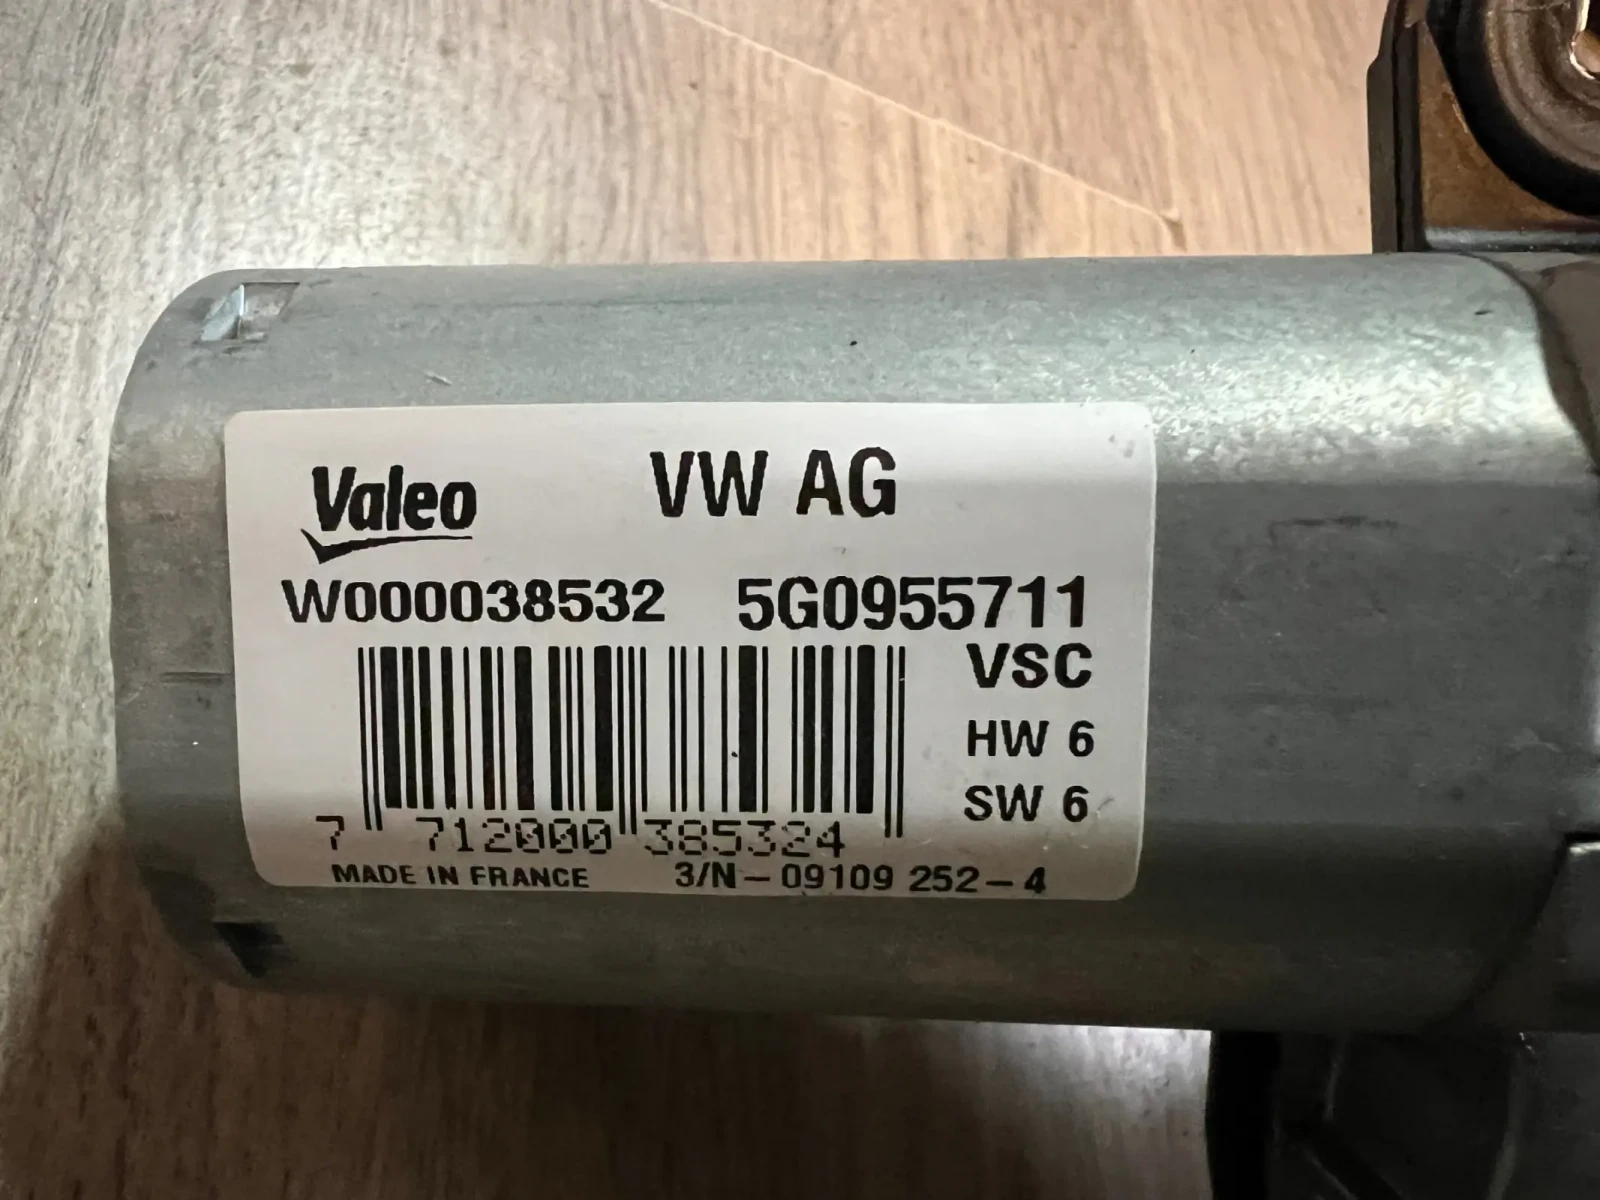 Valeo VW AG
W000038532 5G0955711
VSC
HW 6
SW 6
7 712000 385324
MADE IN FRANCE 3/N-09109 252-4